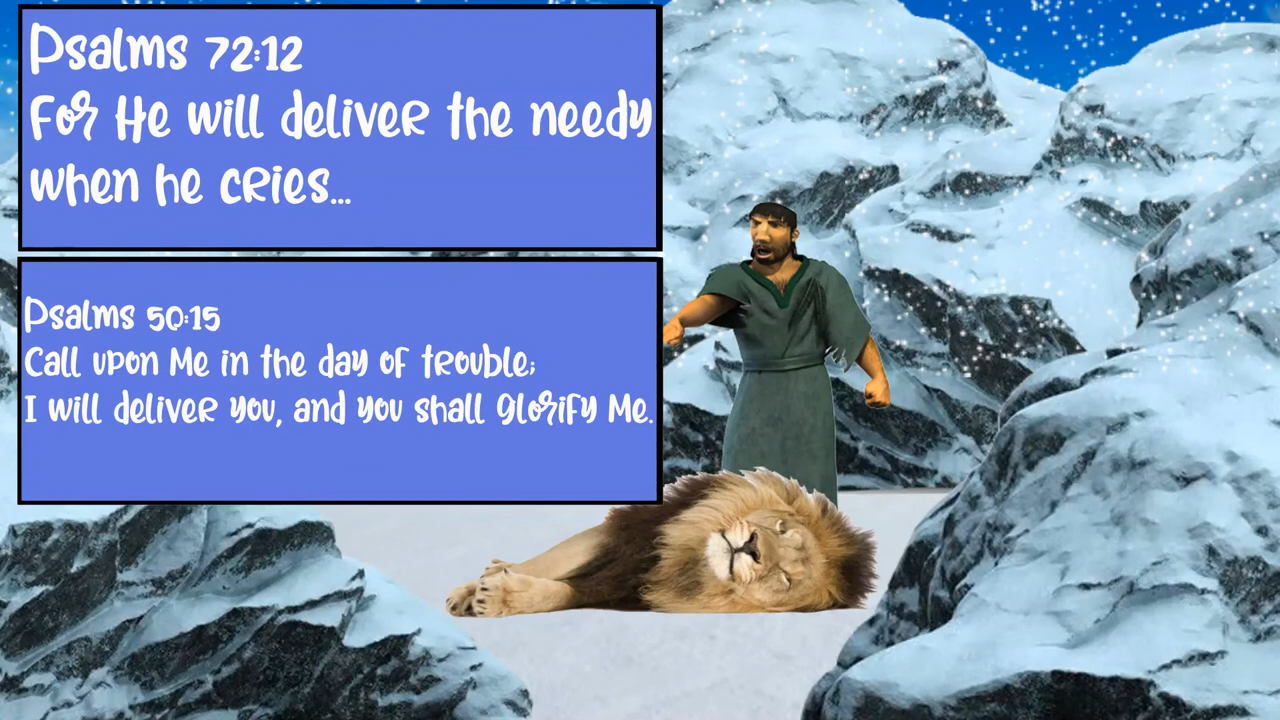 Psalms 72:12
For He will deliver the needy
when he cries...
Psalms 50:15
Call upon Me in the day of trouble;
I will deliver you, and you shall glorify Me.